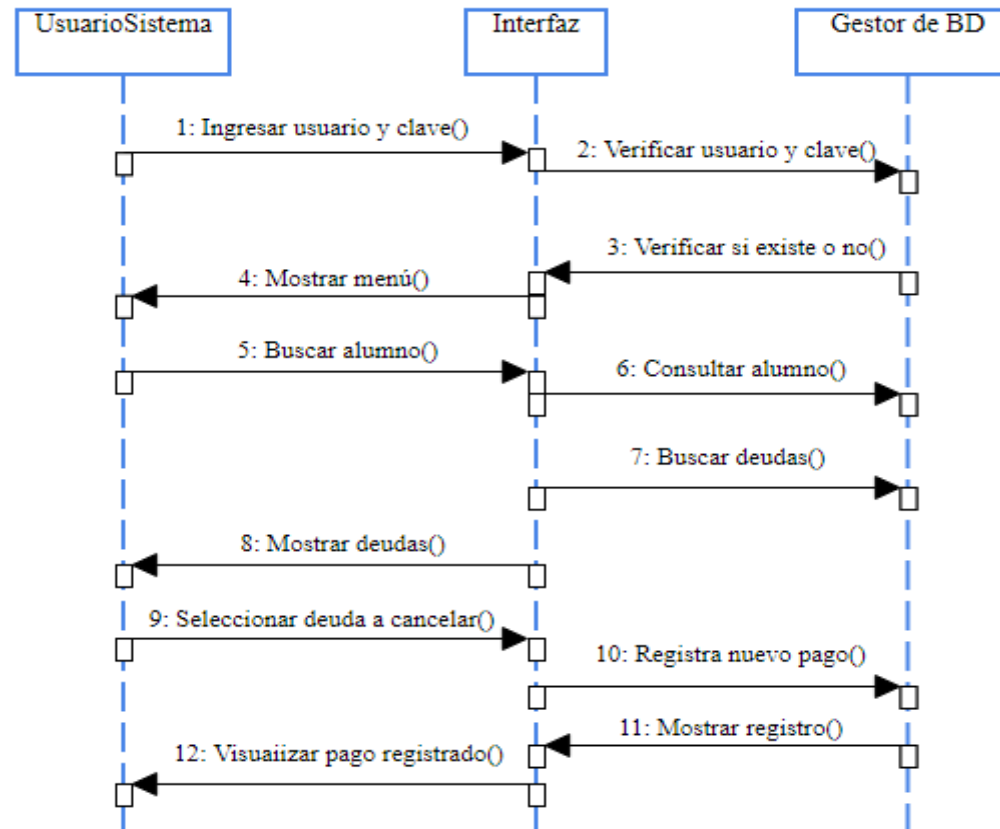 UsuarioSistema
Interfaz
Gestor de BD
1: Ingresar usuario y clave()
2: Verificar usuario y clave()
3: Verificar si existe o no()
4: Mostrar menú()
5: Buscar alumno()
6: Consultar alumno()
7: Buscar deudas()
8: Mostrar deudas()
9: Seleccionar deuda a cancelar()
10: Registra nuevo pago()
11: Mostrar registro()
12: Visuaiizar pago registrado()